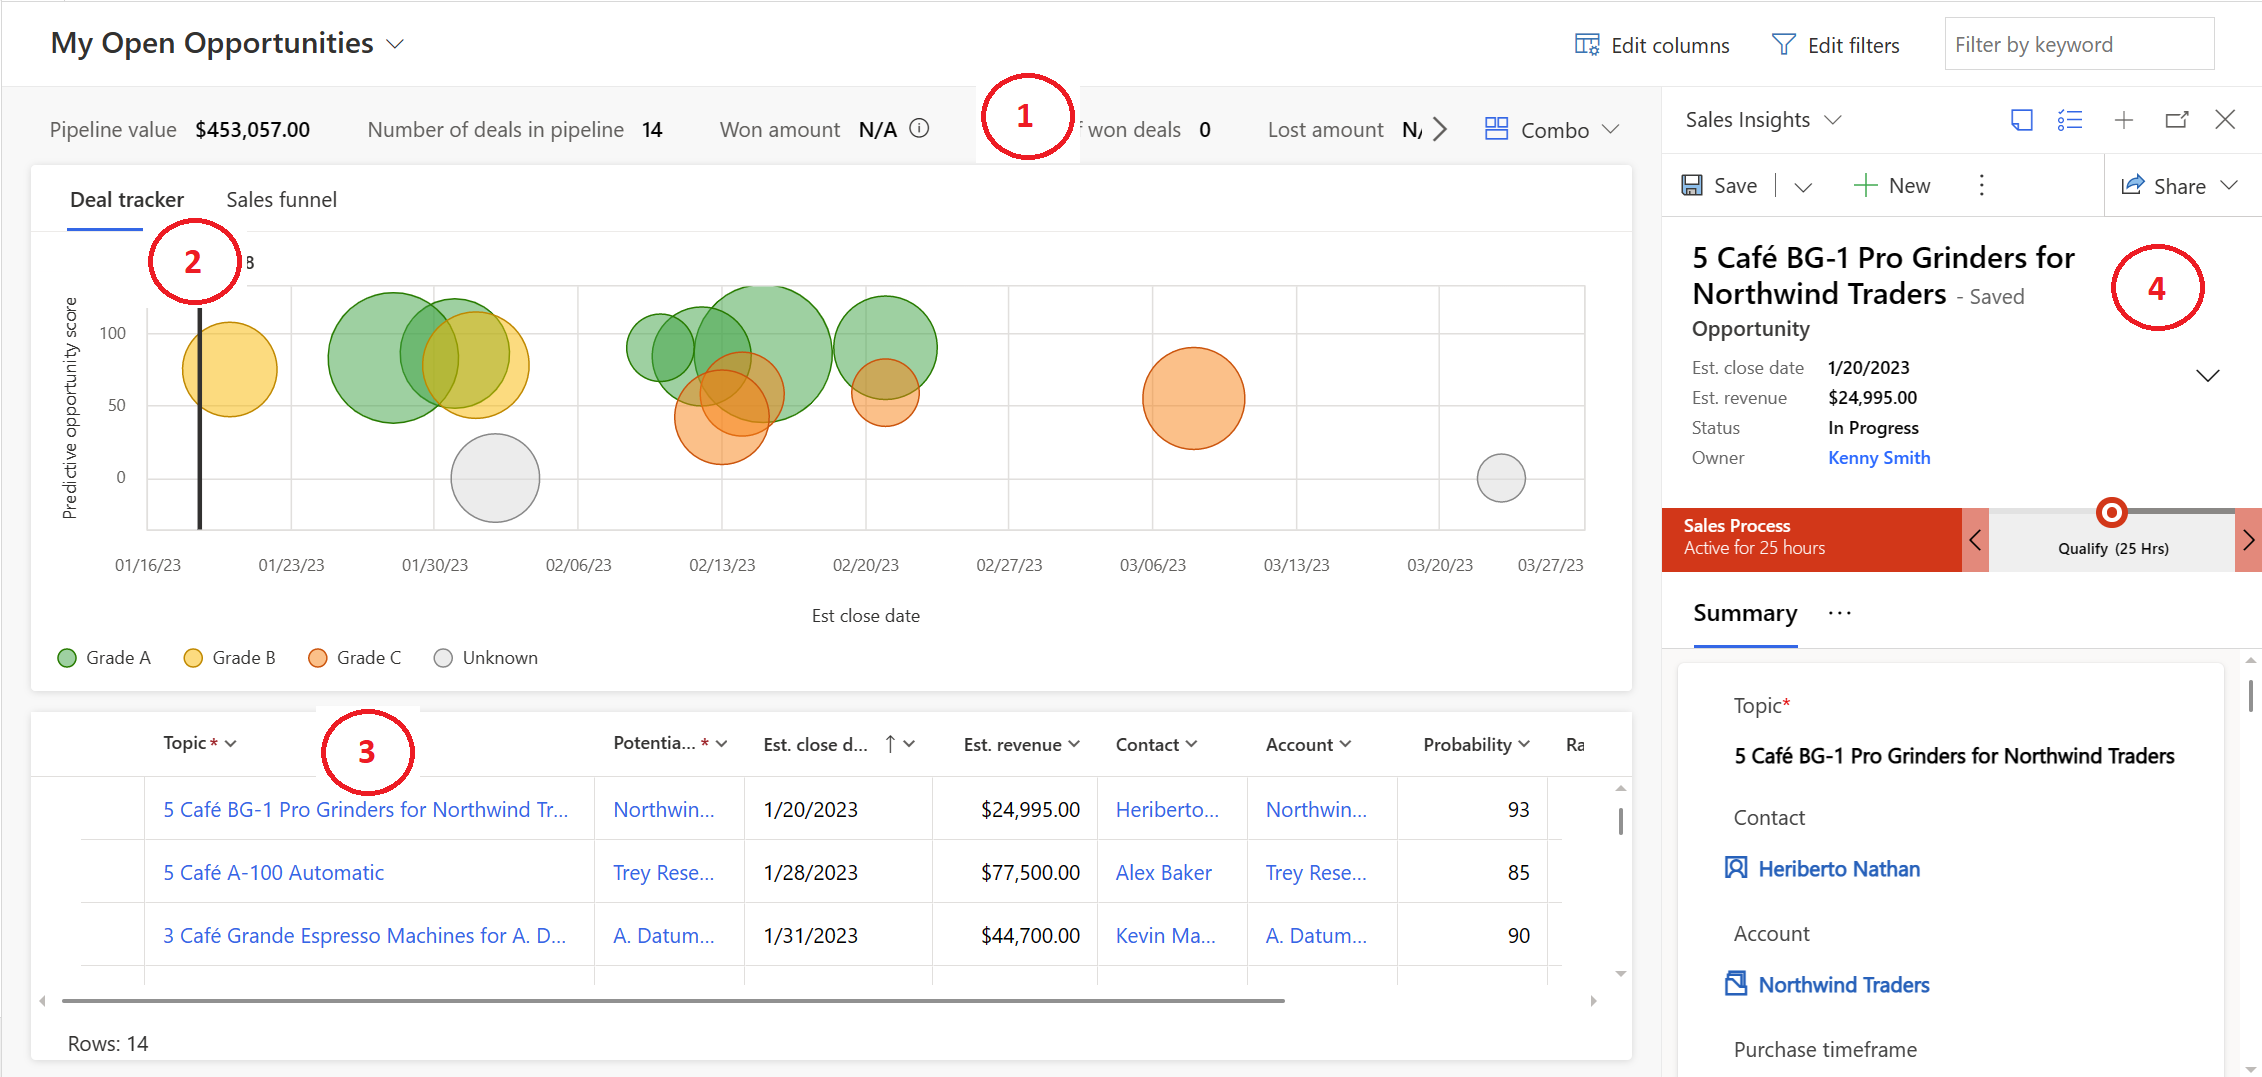 My Open Opportunities
Edit columns
Edit filters
Filter by keyword
Pipeline value $453,057.00
Number of deals in pipeline 14
Won amount N/A
1
won deals 0
Lost amount N/
Combo
Deal tracker
Sales funnel
2
8
Predictive opportunity score
100
50
0
01/16/23 01/23/23 01/30/23 02/06/23 02/13/23 02/20/23 02/27/23 03/06/23 03/13/23 03/20/23 03/27/23
Est close date
Grade A Grade B Grade C Unknown
3
Topic* Potentia... * Est. close d... ↑ Est. revenue Contact Account Probability Ra
5 Café BG-1 Pro Grinders for Northwind Tr... Northwin... 1/20/2023 $24,995.00 Heriberto... Northwin... 93
5 Café A-100 Automatic Trey Rese... 1/28/2023 $77,500.00 Alex Baker Trey Rese... 85
3 Café Grande Espresso Machines for A. D... A. Datum... 1/31/2023 $44,700.00 Kevin Ma... A. Datum... 90
Rows: 14
Sales Insights
Save
New
Share
5 Café BG-1 Pro Grinders for
Northwind Traders - Saved
4
Opportunity
Est. close date 1/20/2023
Est. revenue $24,995.00
Status In Progress
Owner Kenny Smith
Sales Process
Active for 25 hours
Qualify (25 Hrs)
Summary ...
Topic*
5 Café BG-1 Pro Grinders for Northwind Traders
Contact
Heriberto Nathan
Account
Northwind Traders
Purchase timeframe